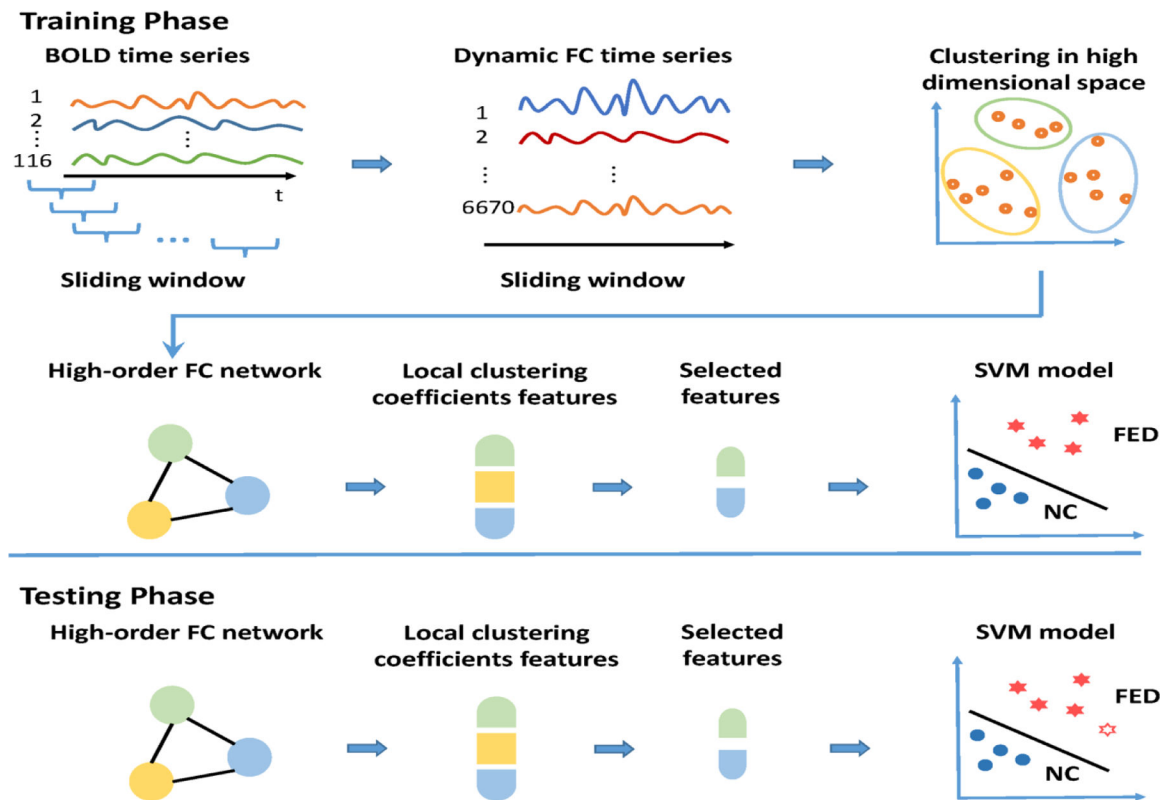 Training Phase
BOLD time series
1
2
⋮
116
⋮
t
...
Sliding window
Dynamic FC time series
1
2
⋮
6670
⋮
Sliding window
Clustering in high
dimensional space
High-order FC network
Local clustering
coefficients features
Selected
features
SVM model
FED
NC
Testing Phase
High-order FC network
Local clustering
coefficients features
Selected
features
SVM model
FED
NC